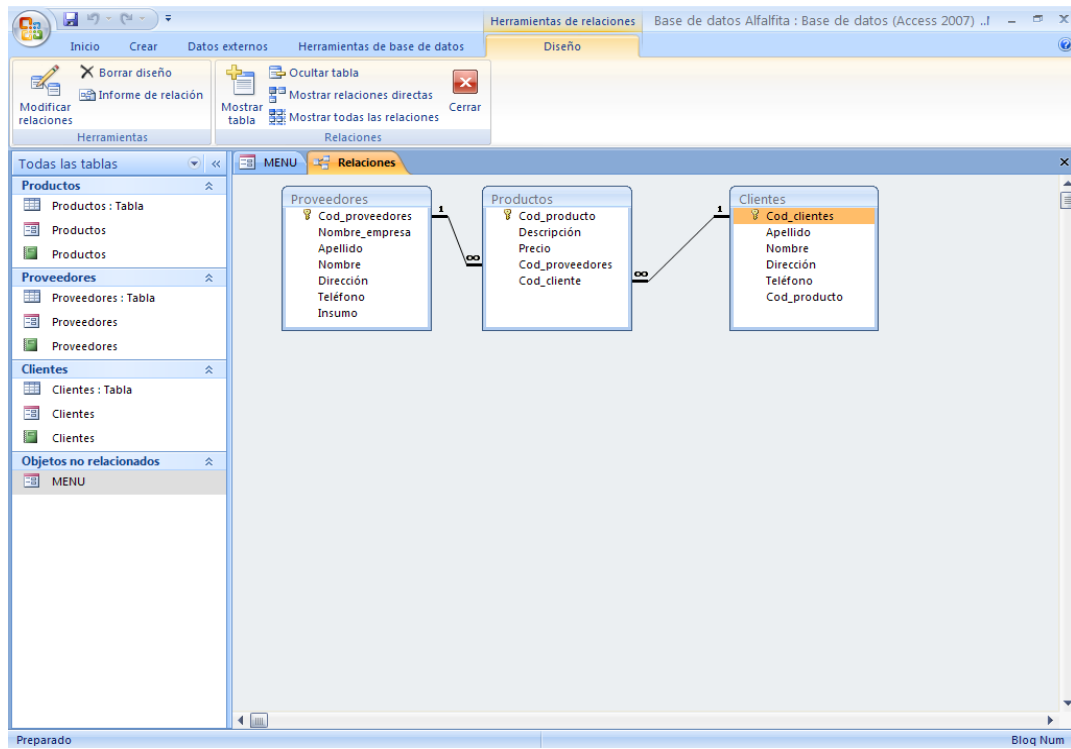 Herramientas de relaciones Base de datos Alfalfita : Base de datos (Access 2007) ..!
Inicio Crear Datos externos Herramientas de base de datos Diseño
Modificar relaciones
Borrar diseño
Informe de relación
Herramientas
Mostrar tabla
Ocultar tabla
Mostrar relaciones directas
Mostrar todas las relaciones
Cerrar
Relaciones
Todas las tablas «
MENU Relaciones
Productos
Productos : Tabla
Productos
Productos
Proveedores
Proveedores : Tabla
Proveedores
Proveedores
Clientes
Clientes : Tabla
Clientes
Clientes
Objetos no relacionados
MENU
Proveedores
Cod_proveedores
Nombre_empresa
Apellido
Nombre
Dirección
Teléfono
Insumo
1
∞
Productos
Cod_producto
Descripción
Precio
Cod_proveedores
Cod_cliente
∞
1
Clientes
Cod_clientes
Apellido
Nombre
Dirección
Teléfono
Cod_producto
Preparado
Bloq Num